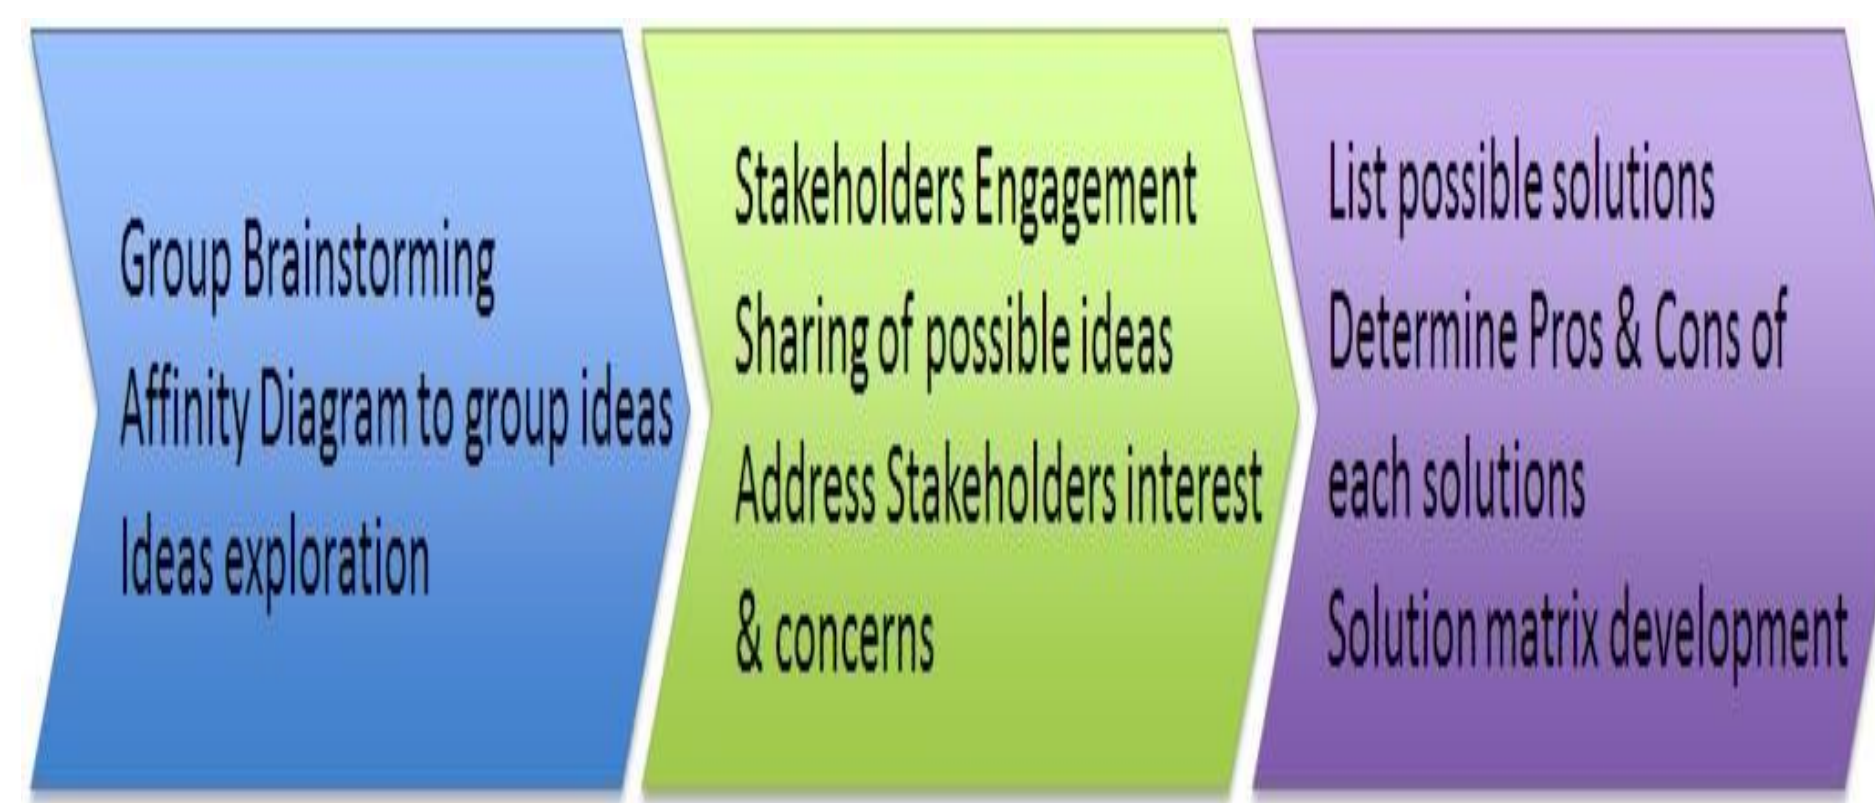 Group Brainstorming
Affinity Diagram to group ideas
Ideas exploration
Stakeholders Engagement
Sharing of possible ideas
Address Stakeholders interest
& concerns
List possible solutions
Determine Pros & Cons of
each solutions
Solution matrix development